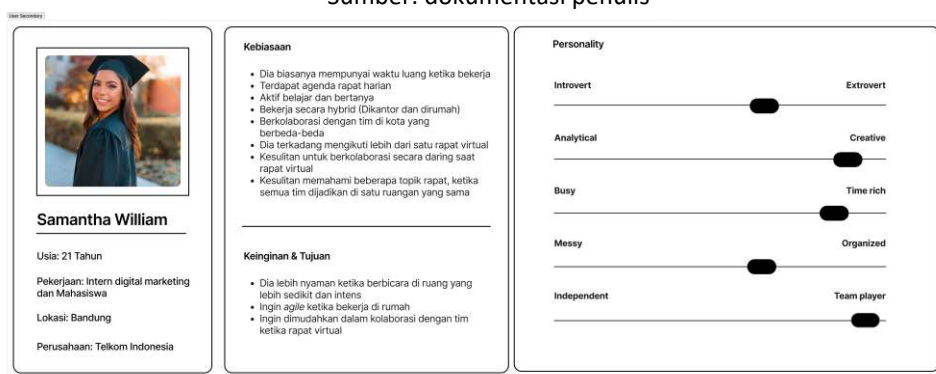 Sumber: dokumentasi penulis
User Secondary
Samantha William
Usia: 21 Tahun
Pekerjaan: Intern digital marketing
dan Mahasiswa
Lokasi: Bandung
Perusahaan: Telkom Indonesia
Kebiasaan
• Dia biasanya mempunyai waktu luang ketika bekerja
• Terdapat agenda rapat harian
• Aktif belajar dan bertanya
• Bekerja secara hybrid (Dikantor dan dirumah)
• Berkolaborasi dengan tim di kota yang
berbeda-beda
• Dia terkadang mengikuti lebih dari satu rapat virtual
• Kesulitan untuk berkolaborasi secara daring saat
rapat virtual
• Kesulitan memahami beberapa topik rapat, ketika
semua tim dijadikan di satu ruangan yang sama
Keinginan & Tujuan
• Dia lebih nyaman ketika berbicara di ruang yang
lebih sedikit dan intens
• Ingin agile ketika bekerja di rumah
• Ingin dimudahkan dalam kolaborasi dengan tim
ketika rapat virtual
Personality
Introvert Extrovert
Analytical Creative
Busy Time rich
Messy Organized
Independent Team player